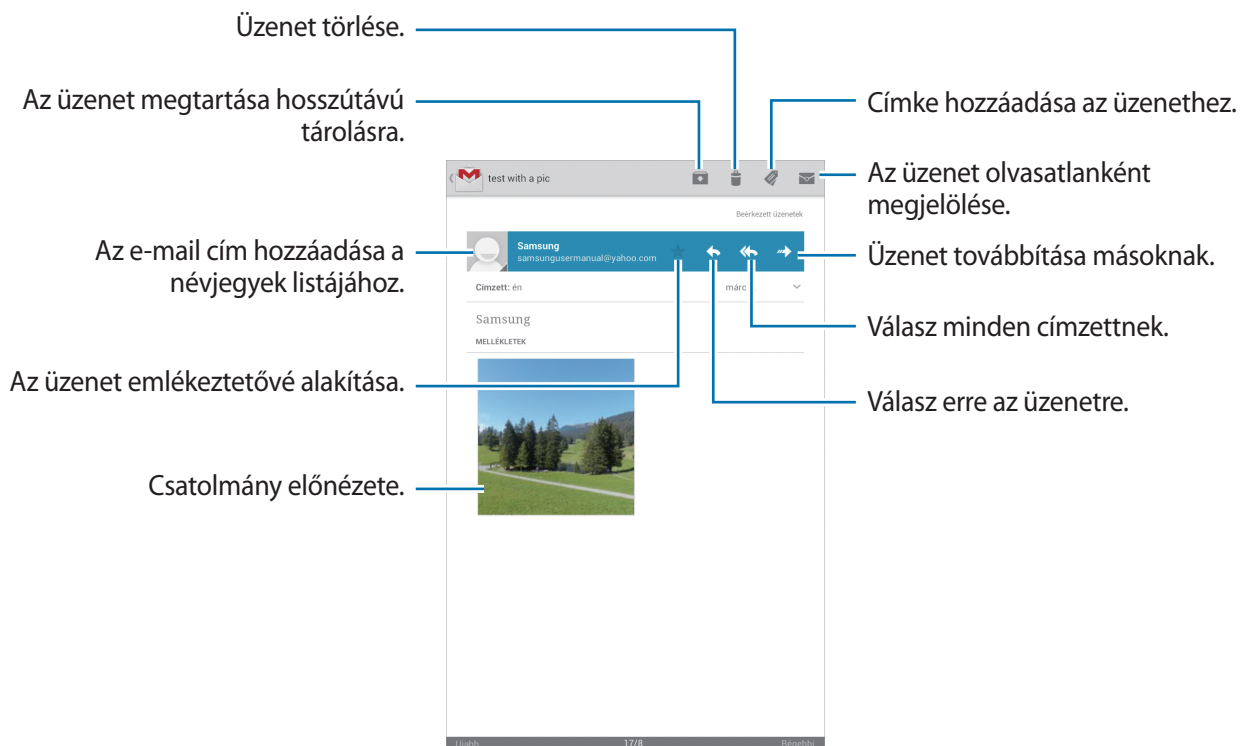 Üzenet törlése.
Az üzenet megtartása hosszútávú
tárolásra.
Címke hozzáadása az üzenethez.
test with a pic
Az üzenet olvasatlanként
megjelölése.
Beérkezett üzenetek
Az e-mail cím hozzáadása a
névjegyek listájához.
Samsung
samsungusermanual@yahoo.com
Üzenet továbbítása másoknak.
Címzett: én
márc
Samsung
Válasz minden címzettnek.
MELLÉKLETEK
Az üzenet emlékeztetővé alakítása.
Válasz erre az üzenetre.
Csatolmány előnézete.
Újabb 17/8 Régebbi